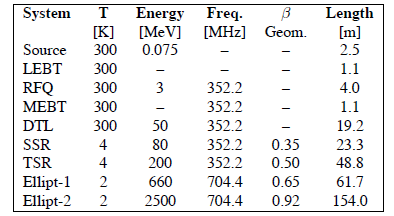 System T Energy Freq. β Length
[K] [MeV] [MHz] Geom. [m]
Source 300 0.075 – – 2.5
LEBT 300 – – – 1.1
RFQ 300 3 352.2 – 4.0
MEBT 300 – 352.2 – 1.1
DTL 300 50 352.2 – 19.2
SSR 4 80 352.2 0.35 23.3
TSR 4 200 352.2 0.50 48.8
Ellipt-1 2 660 704.4 0.65 61.7
Ellipt-2 2 2500 704.4 0.92 154.0